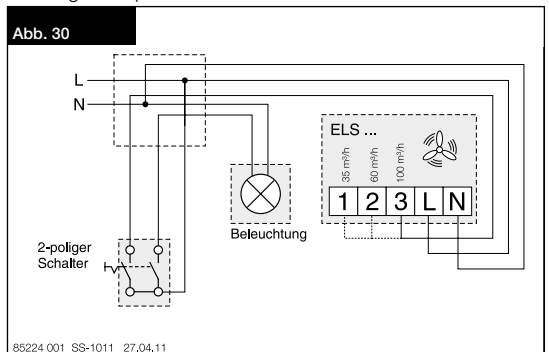 Abb. 30
L
N
ELS ...
35 m³/h
60 m³/h
100 m³/h
1 2 3 L N
Beleuchtung
2-poliger
Schalter
85224 001 SS-1011 27.04.11